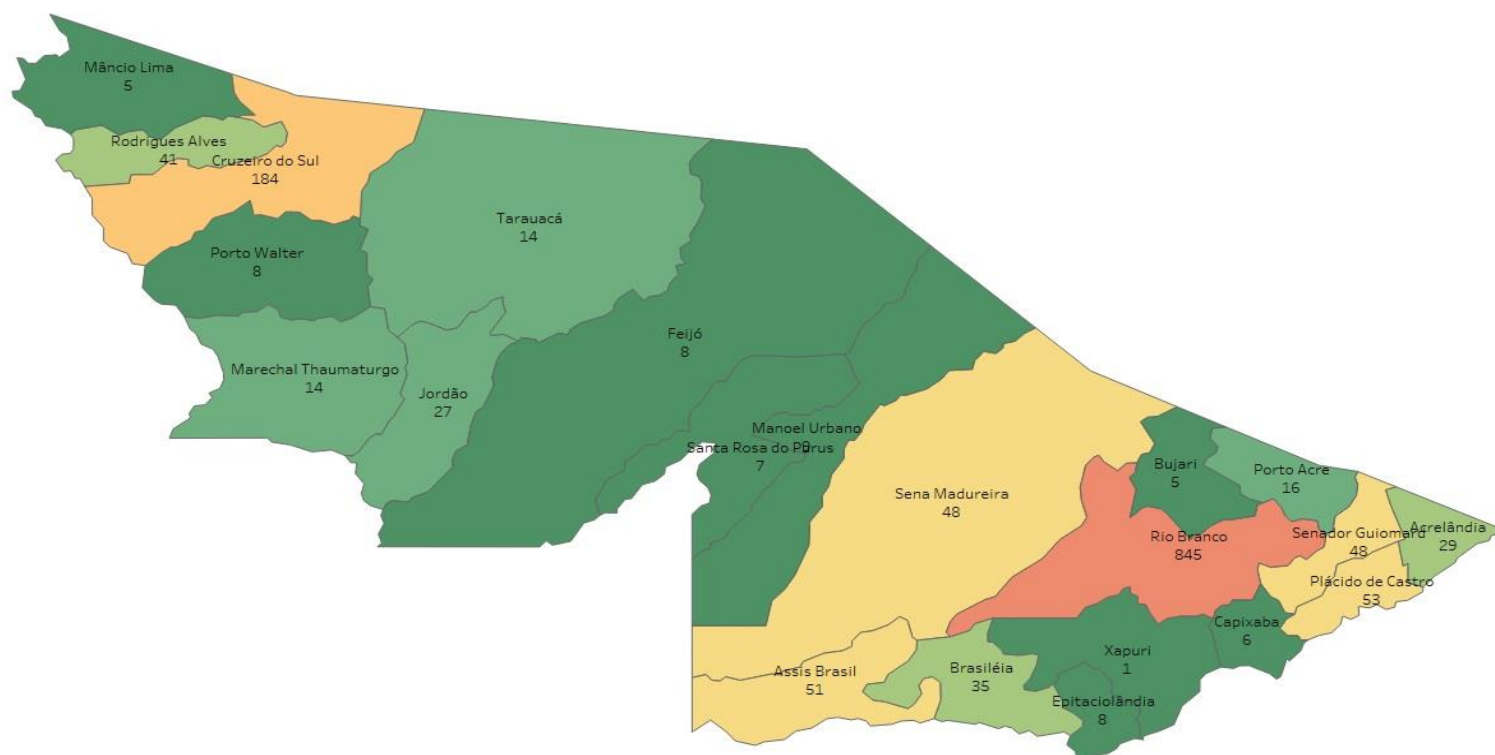 Mâncio Lima
5
Rodrigues Alves
41
Cruzeiro do Sul
184
Tarauacá
14
Porto Walter
8
Feijó
8
Marechal Thaumaturgo
14
Jordão
27
Manoel Urbano
Santa Rosa do Purus
7
Sena Madureira
48
Bujari
5
Porto Acre
16
Rio Branco
845
Senador Guiomard
48
Acrelândia
29
Plácido de Castro
53
Capixaba
6
Xapuri
1
Assis Brasil
51
Brasiléia
35
Epitaciolândia
8